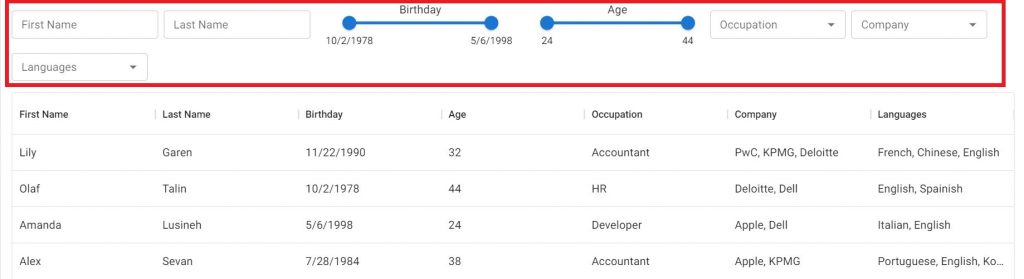 First Name Last Name Birthday Age Occupation Company
10/2/1978 5/6/1998 24 44
Languages
First Name Last Name Birthday Age Occupation Company Languages
Lily Garen 11/22/1990 32 Accountant PwC, KPMG, Deloitte French, Chinese, English
Olaf Talin 10/2/1978 44 HR Deloitte, Dell English, Spainish
Amanda Lusineh 5/6/1998 24 Developer Apple, Dell Italian, English
Alex Sevan 7/28/1984 38 Accountant Apple, KPMG Portuguese, English, Ko...